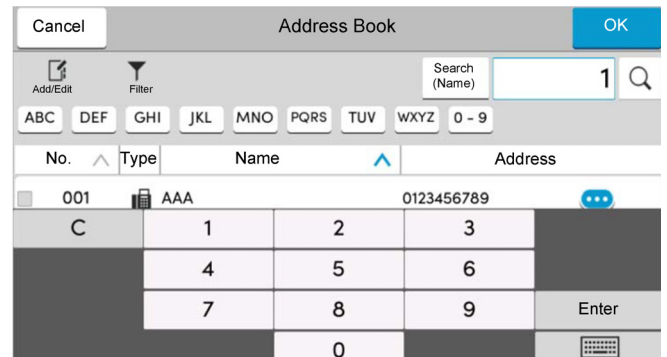 Cancel Address Book OK
Add/Edit Filter Search (Name) 1
ABC DEF GHI JKL MNO PQRS TUV WXYZ 0 - 9
No. Type Name Address
001 AAA 0123456789
C 1 2 3
4 5 6
7 8 9 Enter
0